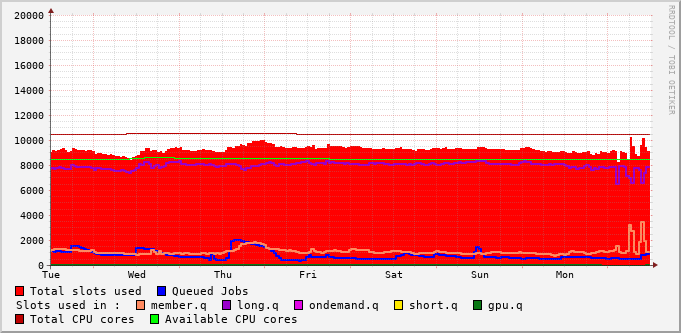 20000
18000
16000
14000
12000
10000
8000
6000
4000
2000
0
Tue Wed Thu Fri Sat Sun Mon
RRDTOOL / TOBI OETIKER
Total slots used Queued Jobs
Slots used in : member.q long.q ondemand.q short.q gpu.q
Total CPU cores Available CPU cores